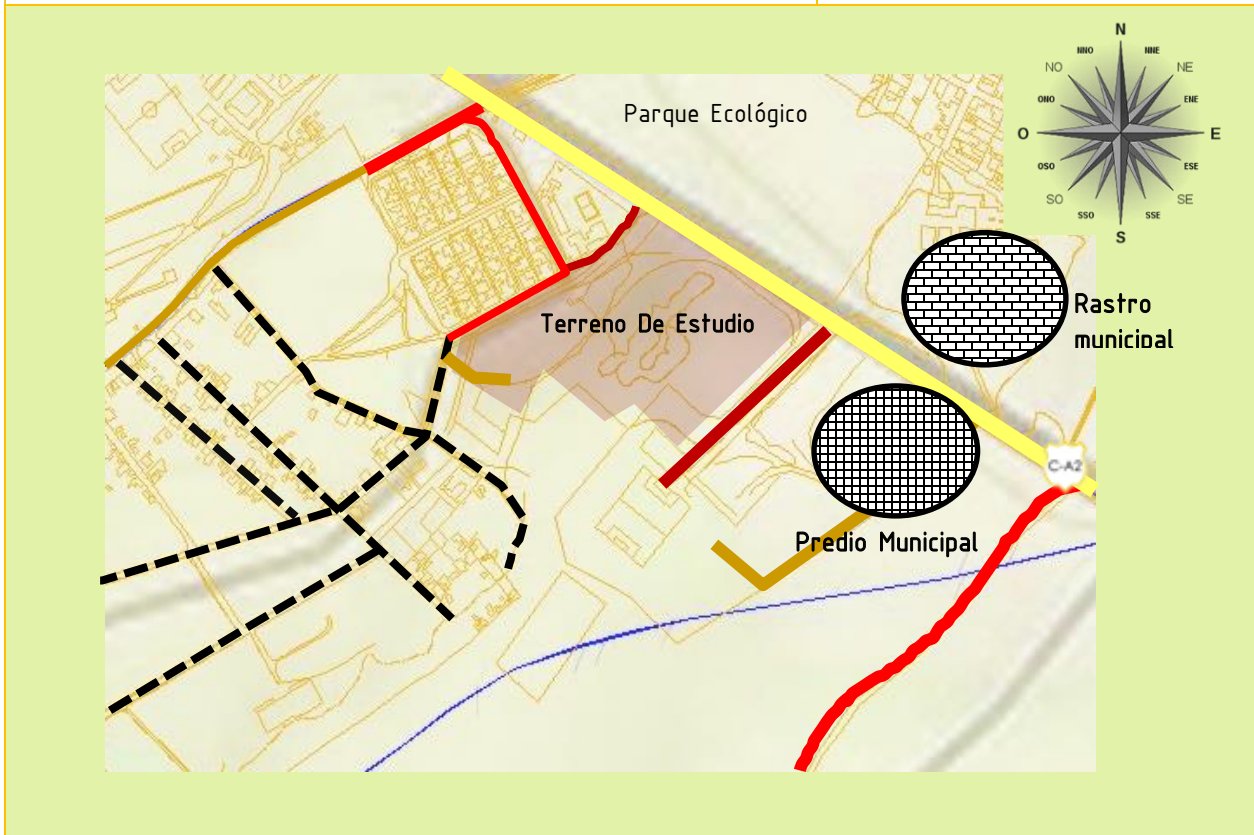 N
NNO
NNE
NO
NE
ONO
ENE
O
E
OSO
ESE
SO
SE
SSO
SSE
S
Parque Ecológico
Terreno De Estudio
Rastro
municipal
C-A2
Predio Municipal